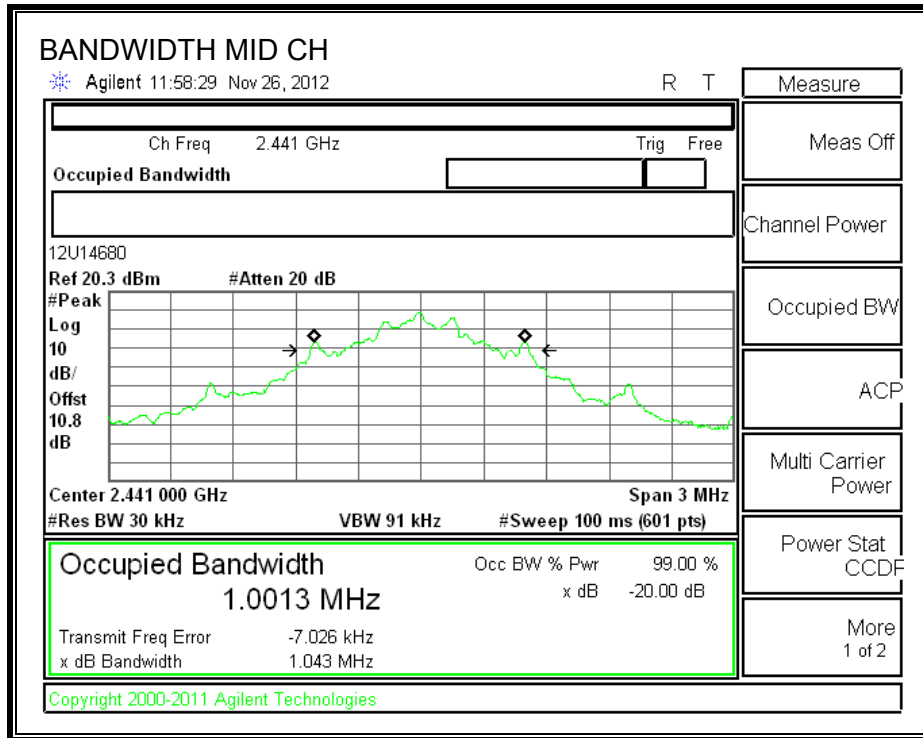 BANDWIDTH MID CH
Agilent 11:58:29 Nov 26, 2012 R T
Measure
Ch Freq 2.441 GHz Trig Free
Meas Off
Occupied Bandwidth
Channel Power
12U14680
Ref 20.3 dBm #Atten 20 dB
#Peak
Log
10
dB/
Offst
10.8
dB
Occupied BW
ACP
Multi Carrier
Power
Center 2.441 000 GHz Span 3 MHz
#Res BW 30 kHz VBW 91 kHz #Sweep 100 ms (601 pts)
Power Stat
CCDF
Occupied Bandwidth Occ BW % Pwr 99.00 %
1.0013 MHz x dB -20.00 dB
Transmit Freq Error -7.026 kHz
x dB Bandwidth 1.043 MHz
More
1 of 2
Copyright 2000-2011 Agilent Technologies